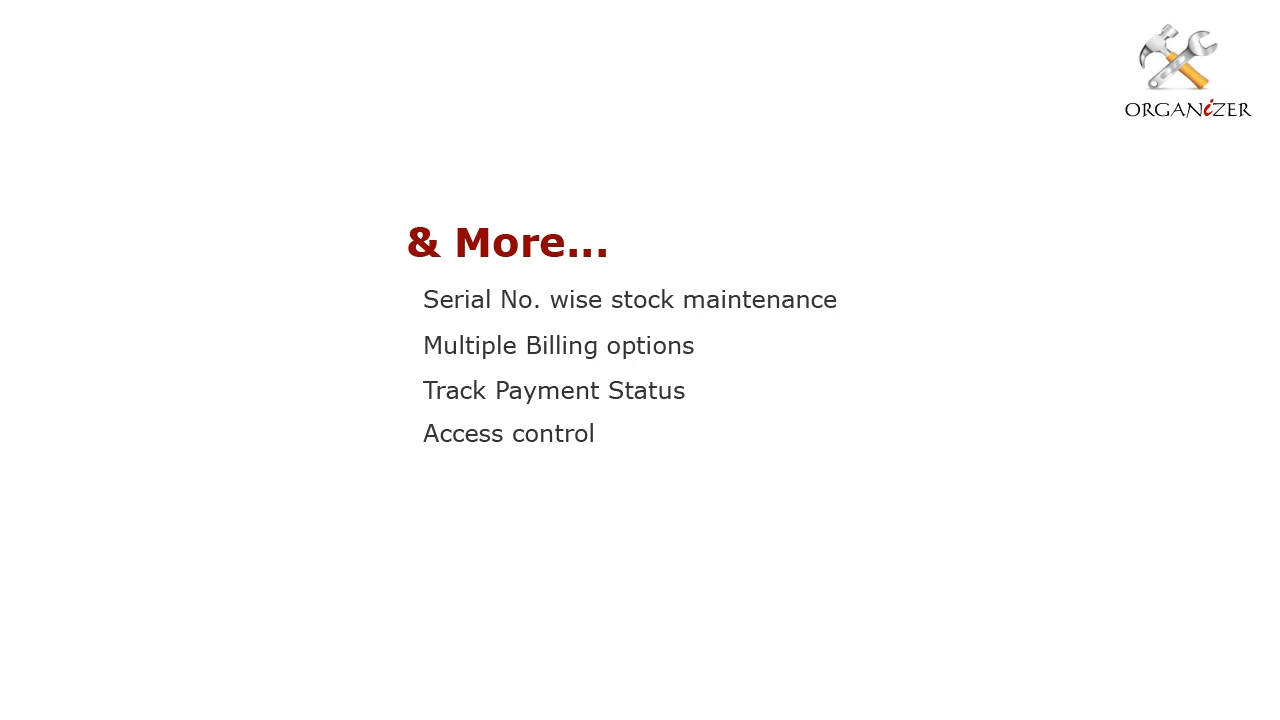 ORGANiZER
& More...
Serial No. wise stock maintenance
Multiple Billing options
Track Payment Status
Access control